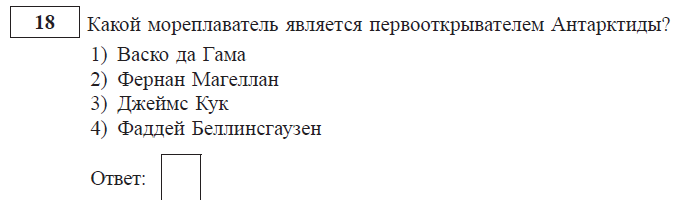 18 Какой мореплаватель является первооткрывателем Антарктиды?
1) Васко да Гама
2) Фернан Магеллан
3) Джеймс Кук
4) Фаддей Беллинсгаузен
Ответ: